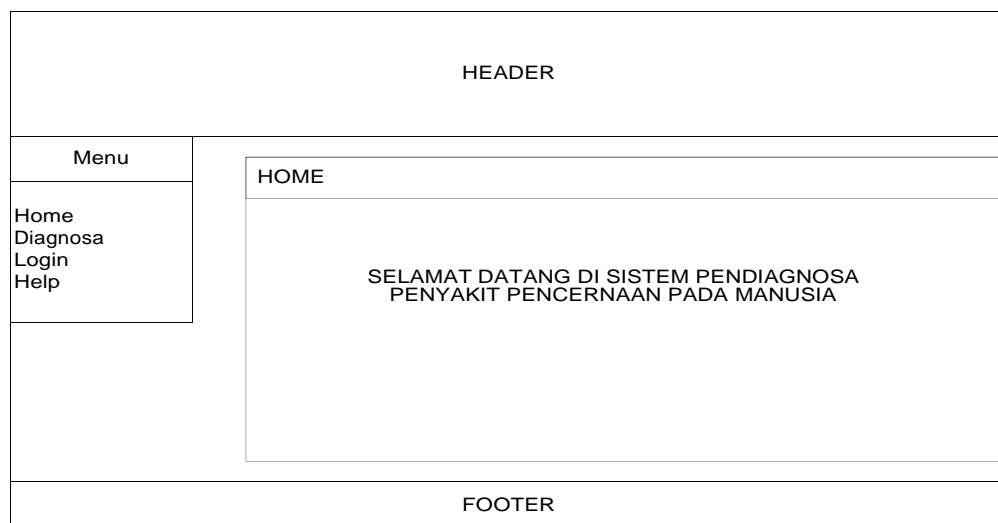 HEADER
Menu
HOME
Home
Diagnosa
Login
Help
SELAMAT DATANG DI SISTEM PENDIAGNOSA
PENYAKIT PENCERNAAN PADA MANUSIA
FOOTER